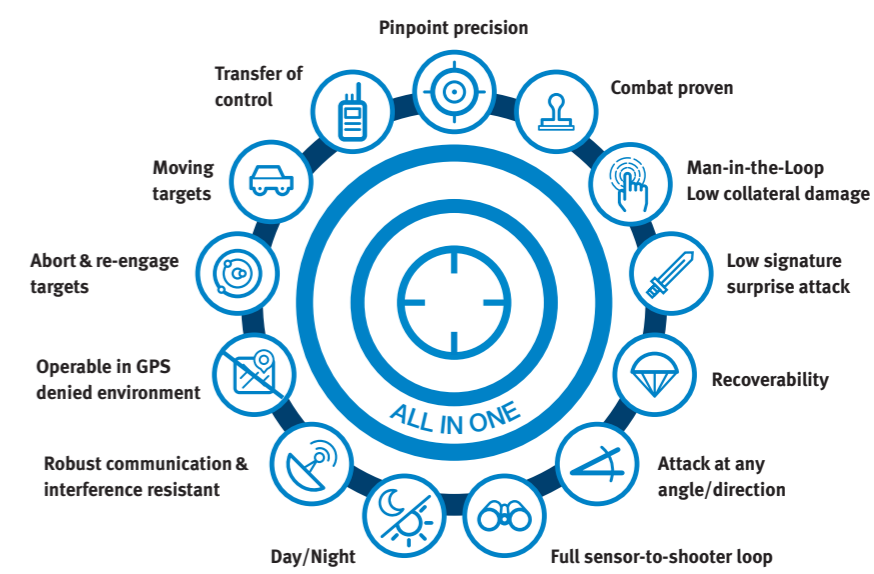 Pinpoint precision
Transfer of
control
Combat proven
Moving
targets
Man-in-the-Loop
Low collateral damage
Abort & re-engage
targets
Low signature
surprise attack
Operable in GPS
denied environment
Recoverability
ALL IN ONE
Robust communication &
interference resistant
Attack at any
angle/direction
Day/Night
Full sensor-to-shooter loop